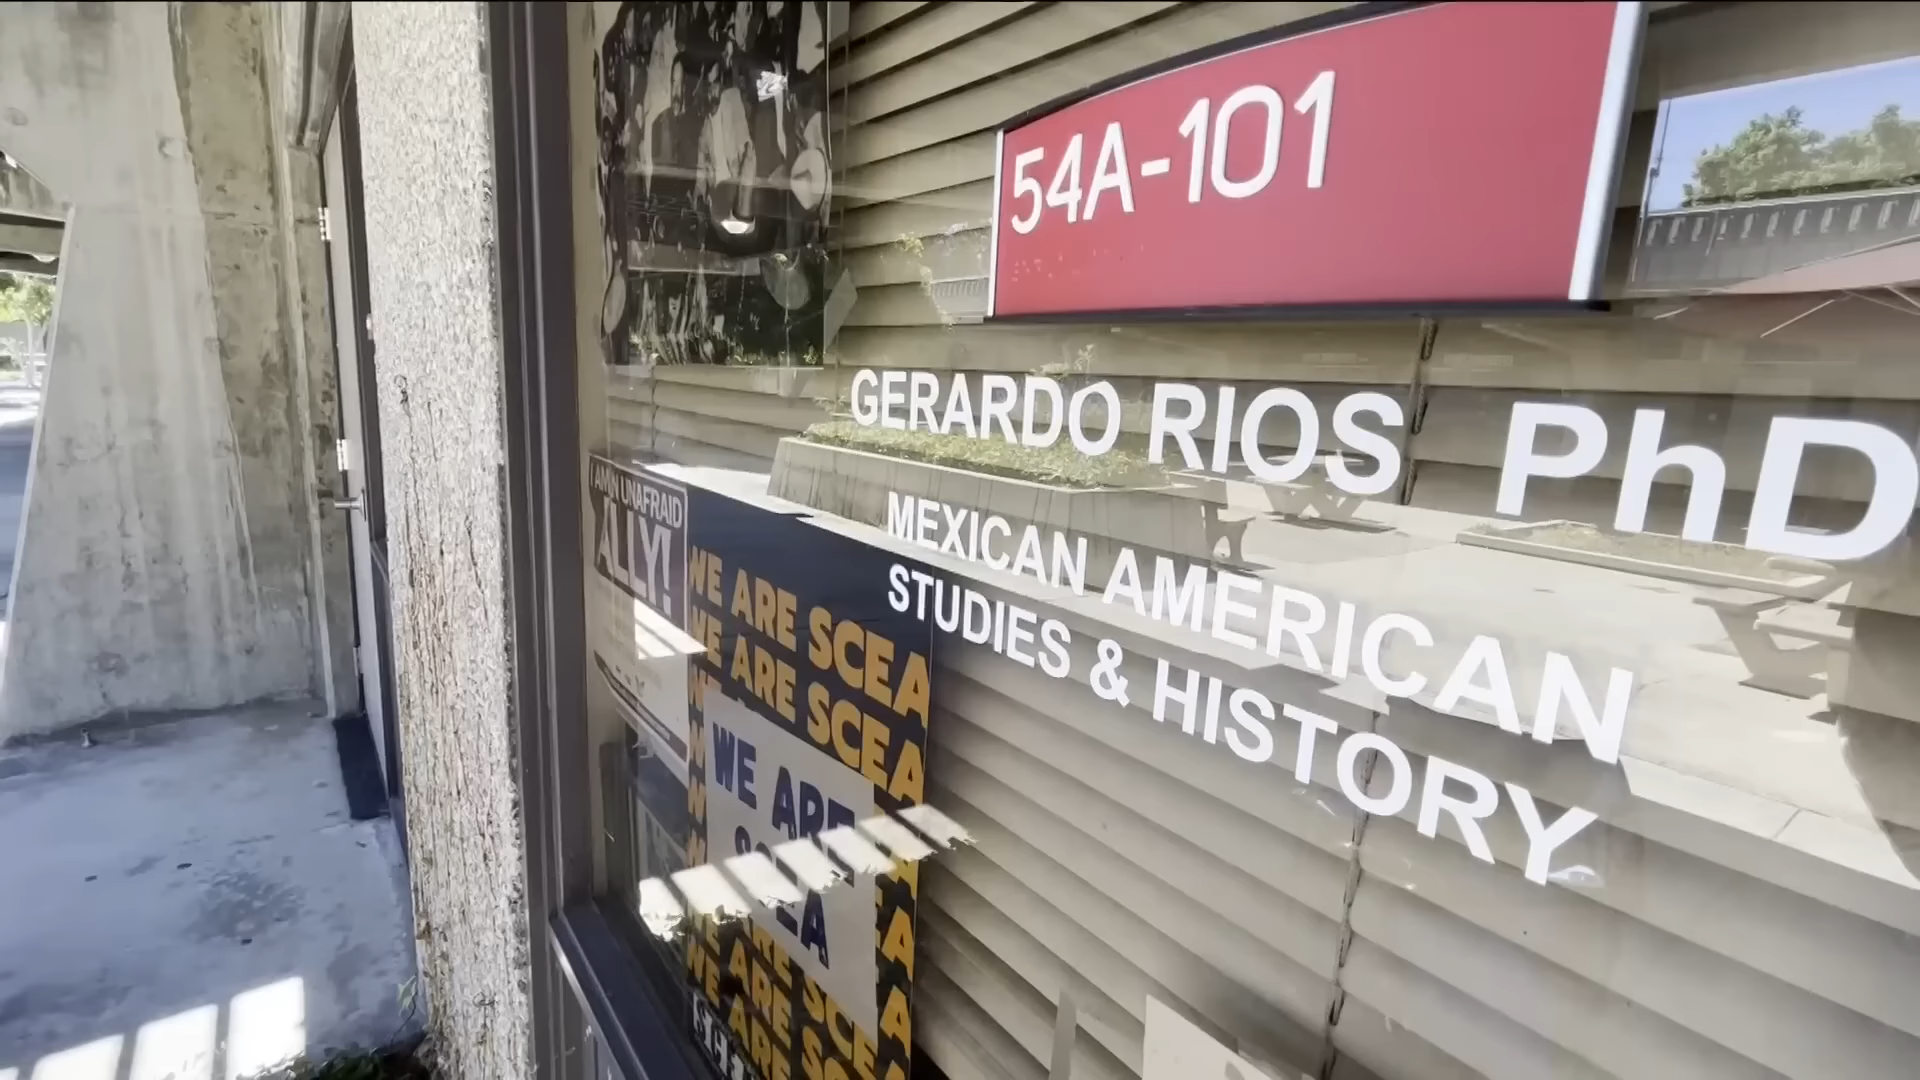 54A-101
GERARDO RIOS PhD
MEXICAN AMERICAN
STUDIES & HISTORY
I AM N UNAFRAID
ALLY!
WE ARE SCEA
WE ARE SCEA
WE ARE
SCEA
WE ARE SCEA
WE ARE SCEA
WE ARE